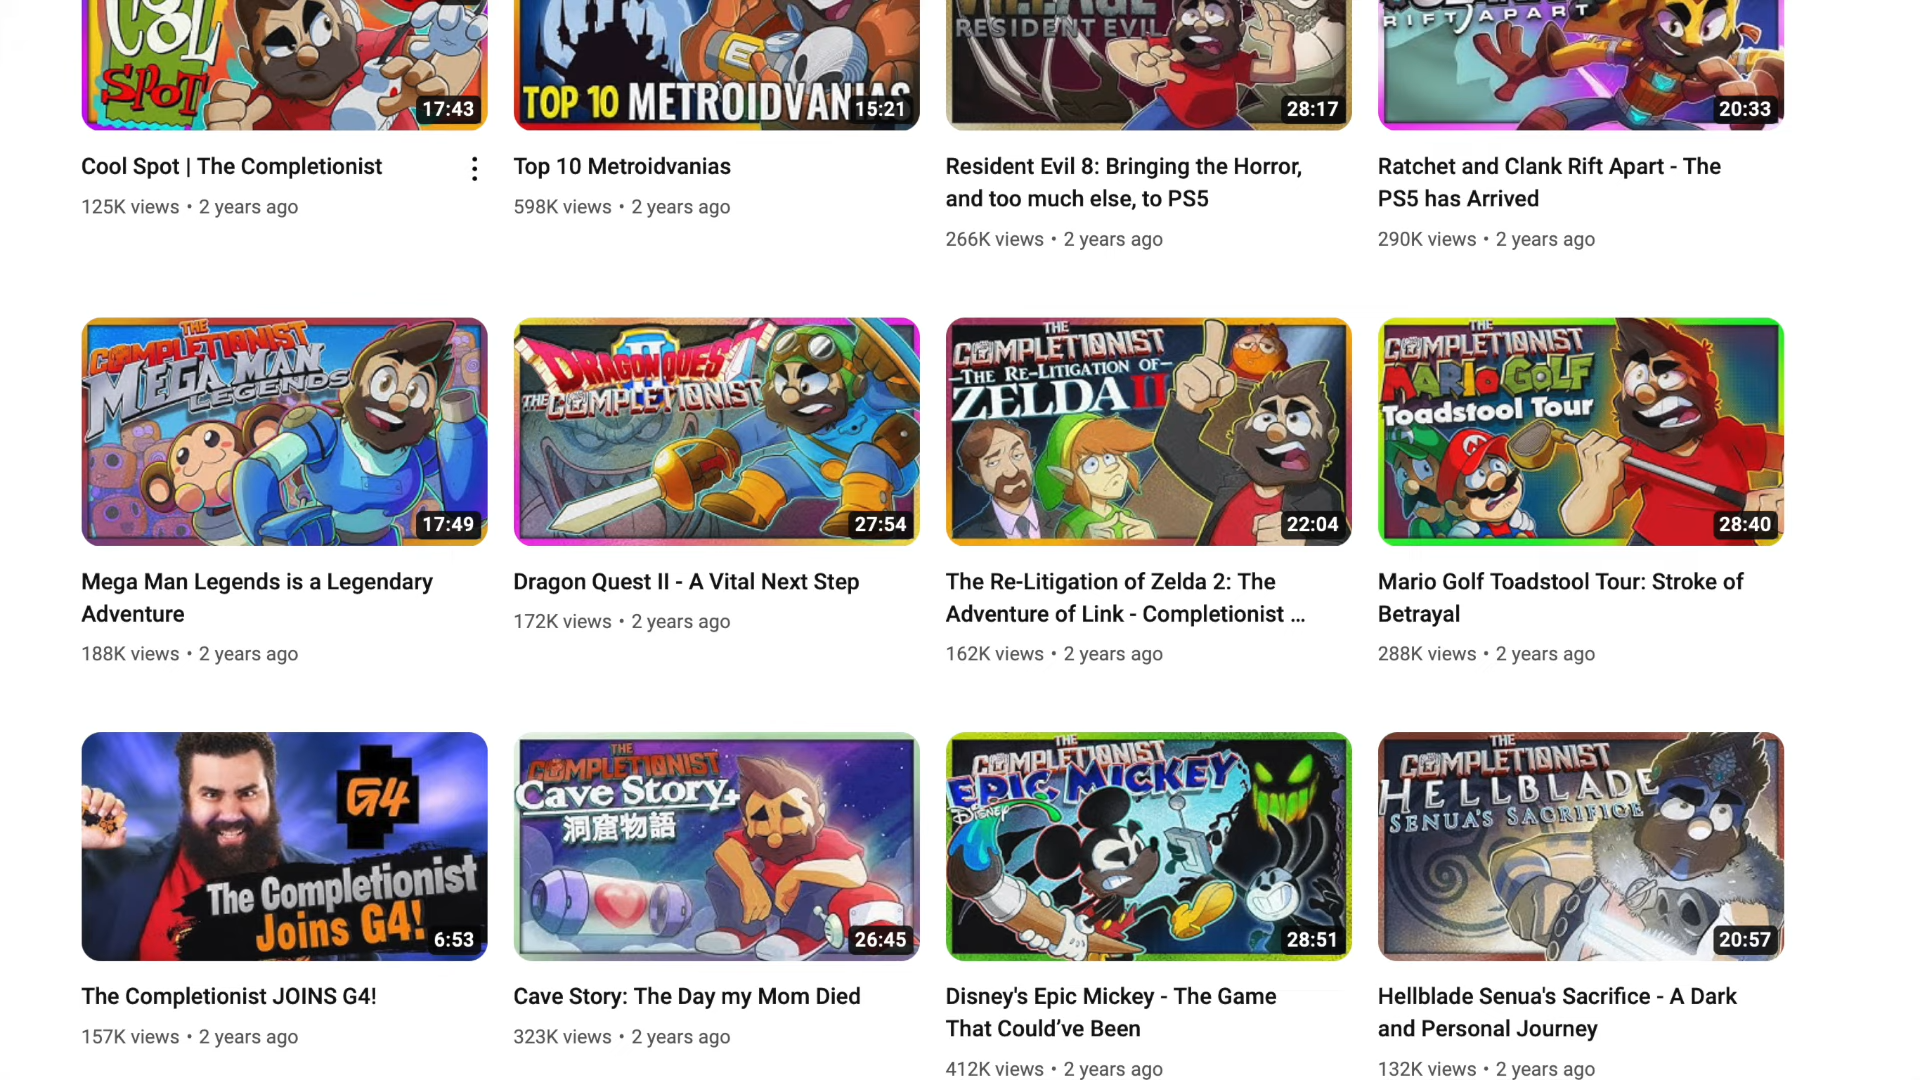 COOL
SPOT
17:43
E
TOP 10 METROIDVANIAS
15:21
VILLAGE
RESIDENT EVIL
28:17
RIFT APART
20:33
Cool Spot | The Completionist
125K views • 2 years ago
Top 10 Metroidvanias
598K views • 2 years ago
Resident Evil 8: Bringing the Horror,
and too much else, to PS5
266K views • 2 years ago
Ratchet and Clank Rift Apart - The
PS5 has Arrived
290K views • 2 years ago
THE
COMPLETIONIST
MEGA MAN
LEGENDS
17:49
DRAGON QUEST
II
THE COMPLETIONIST
27:54
THE
COMPLETIONIST
THE RE-LITIGATION OF
ZELDA II
22:04
THE
COMPLETIONIST
MARIO GOLF
Toadstool Tour
28:40
Mega Man Legends is a Legendary
Adventure
188K views • 2 years ago
Dragon Quest II - A Vital Next Step
172K views • 2 years ago
The Re-Litigation of Zelda 2: The
Adventure of Link - Completionist ...
162K views • 2 years ago
Mario Golf Toadstool Tour: Stroke of
Betrayal
288K views • 2 years ago
G4
The Completionist
Joins G4!
6:53
THE
COMPLETIONIST
Cave Story+
洞窟物語
26:45
THE
COMPLETIONIST
EPIC MICKEY
DISNEY
28:51
THE
COMPLETIONIST
HELLBLADE
SENUA'S SACRIFICE
20:57
The Completionist JOINS G4!
157K views • 2 years ago
Cave Story: The Day my Mom Died
323K views • 2 years ago
Disney's Epic Mickey - The Game
That Could’ve Been
412K views • 2 years ago
Hellblade Senua's Sacrifice - A Dark
and Personal Journey
132K views • 2 years ago